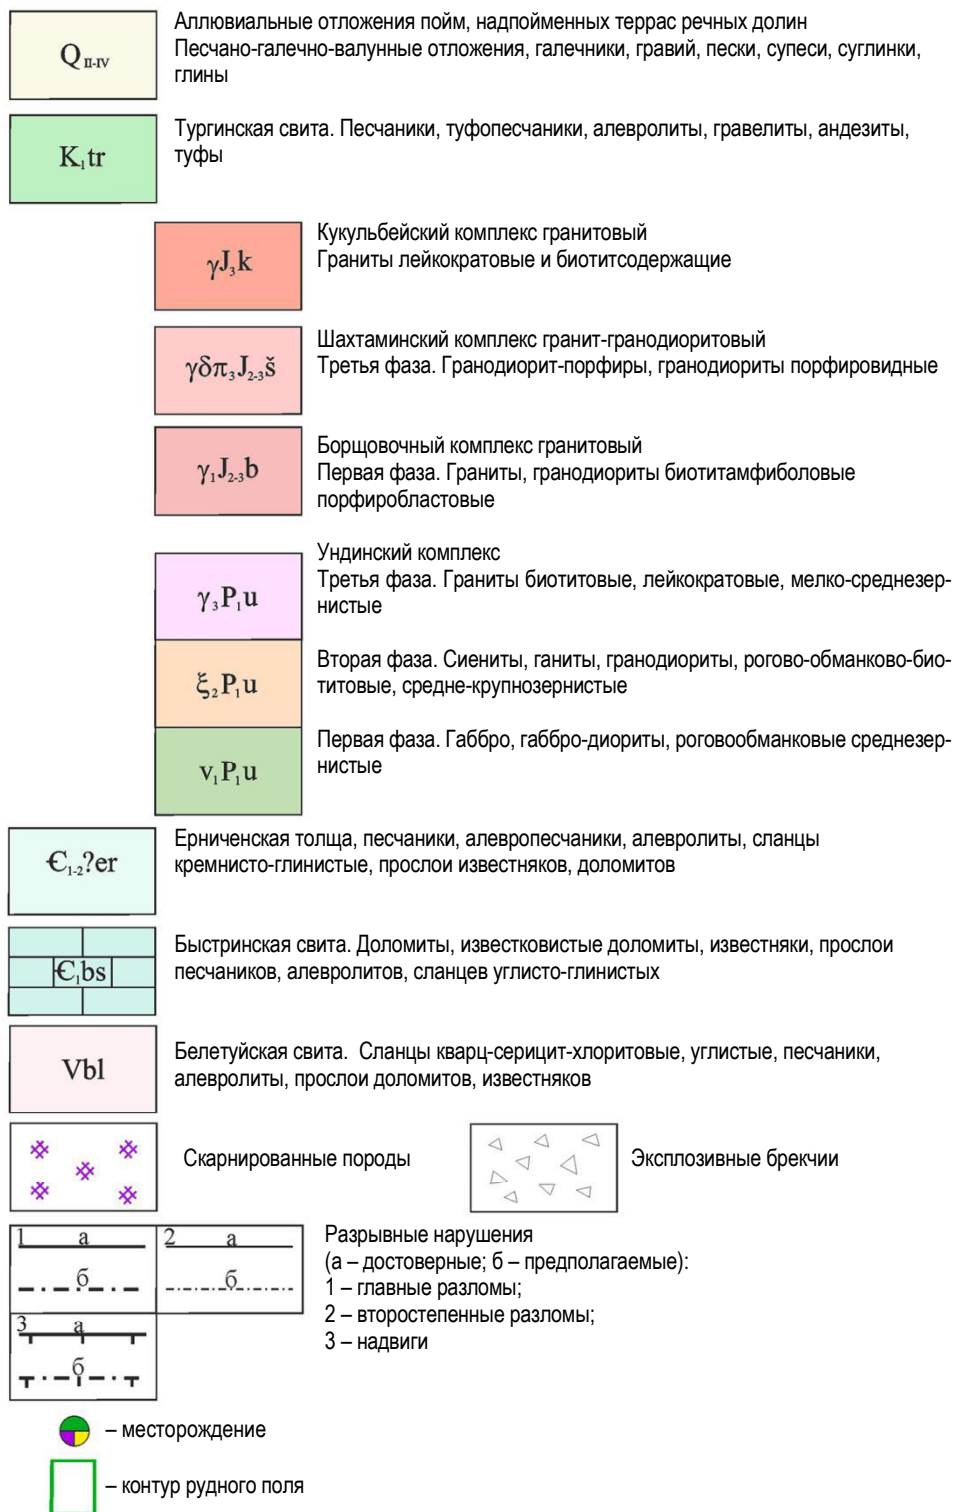 Q II-IV
Аллювиальные отложения пойм, надпойменных террас речных долин
Песчано-галечно-валунные отложения, галечники, гравий, пески, супеси, суглинки,
глины
K₁tr
Тургинская свита. Песчаники, туфопесчаники, алевролиты, гравелиты, андезиты,
туфы
γJ₃k
Кукульбейский комплекс гранитовый
Граниты лейкократовые и биотитсодержащие
γδπ₃J₂₋₃š
Шахтаминский комплекс гранит-гранодиоритовый
Третья фаза. Гранодиорит-порфиры, гранодиориты порфировидные
γ₁J₂₋₃b
Борщовочный комплекс гранитовый
Первая фаза. Граниты, гранодиориты биотитамфиболовые
порфиробластовые
γ₃P₁u
Ундинский комплекс
Третья фаза. Граниты биотитовые, лейкократовые, мелко-среднезер-
нистые
ξ₂P₁u
Вторая фаза. Сиениты, ганиты, гранодиориты, рогово-обманково-био-
титовые, средне-крупнозернистые
ν₁P₁u
Первая фаза. Габбро, габбро-диориты, роговообманковые среднезер-
нистые
Є₁₋₂?er
Ерниченская толща, песчаники, алевропесчаники, алевролиты, сланцы
кремнисто-глинистые, прослои известняков, доломитов
Є₁bs
Быстринская свита. Доломиты, известковистые доломиты, известняки, прослои
песчаников, алевролитов, сланцев углисто-глинистых
Vbl
Белетуйская свита. Сланцы кварц-серицит-хлоритовые, углистые, песчаники,
алевролиты, прослои доломитов, известняков
Скарнированные породы
Эксплозивные брекчии
1 а
б
2 а
б
3 а
б
Разрывные нарушения
(а – достоверные; б – предполагаемые):
1 – главные разломы;
2 – второстепенные разломы;
3 – надвиги
– месторождение
– контур рудного поля